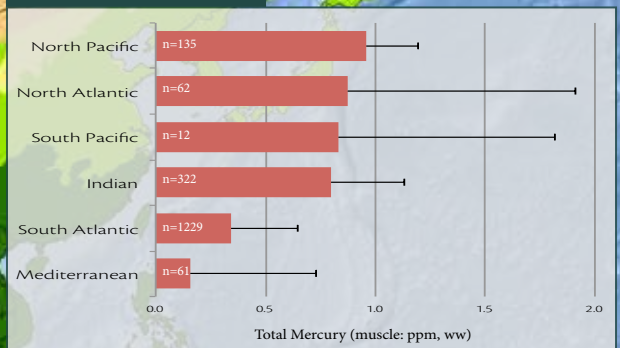 North Pacific n=135
North Atlantic n=62
South Pacific n=12
Indian n=322
South Atlantic n=1229
Mediterranean n=61
0.0 0.5 1.0 1.5 2.0
Total Mercury (muscle: ppm, ww)